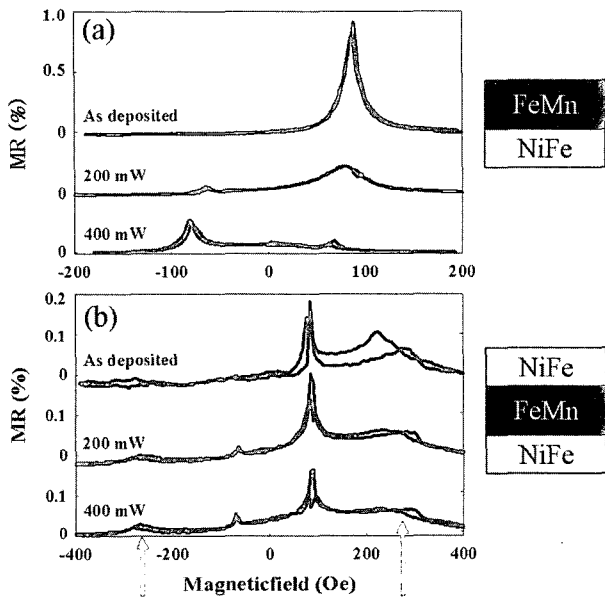 (a)
1.0
0.5
0
As deposited
200 mW
0
400 mW
0
-200 -100 0 100 200
MR (%)
FeMn
NiFe
(b)
0.2
0.1
0
As deposited
0.1
200 mW
0
0.1
400 mW
0
-400 -200 0 200 400
MR (%)
Magneticfield (Oe)
NiFe
FeMn
NiFe